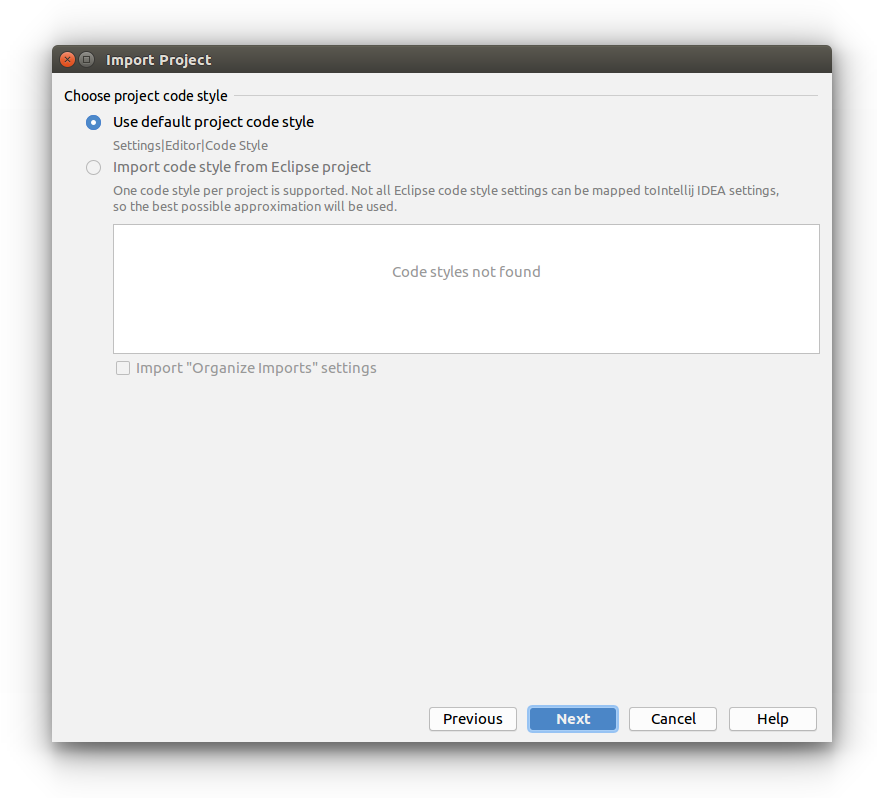 Import Project
Choose project code style
Use default project code style
Settings|Editor|Code Style
Import code style from Eclipse project
One code style per project is supported. Not all Eclipse code style settings can be mapped toIntellij IDEA settings,
so the best possible approximation will be used.
Code styles not found
Import "Organize Imports" settings
Previous
Next
Cancel
Help